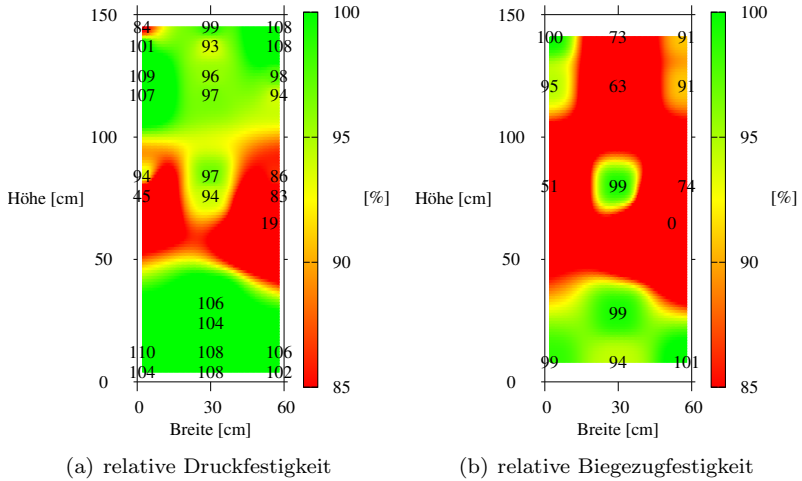 150 84 99 108 100
101 93 108
109 96 98
107 97 94
100 95
94 97 86
45 94 83
Höhe [cm] [%]
19
90
50
106
104
110 108 106
104 108 102
0 85
0 30 60
Breite [cm]
(a) relative Druckfestigkeit
150 100 73 91 100
95 63 91
100 95
51 99 74
Höhe [cm] [%]
0
90
50
99
99 94 101
0 85
0 30 60
Breite [cm]
(b) relative Biegezugfestigkeit